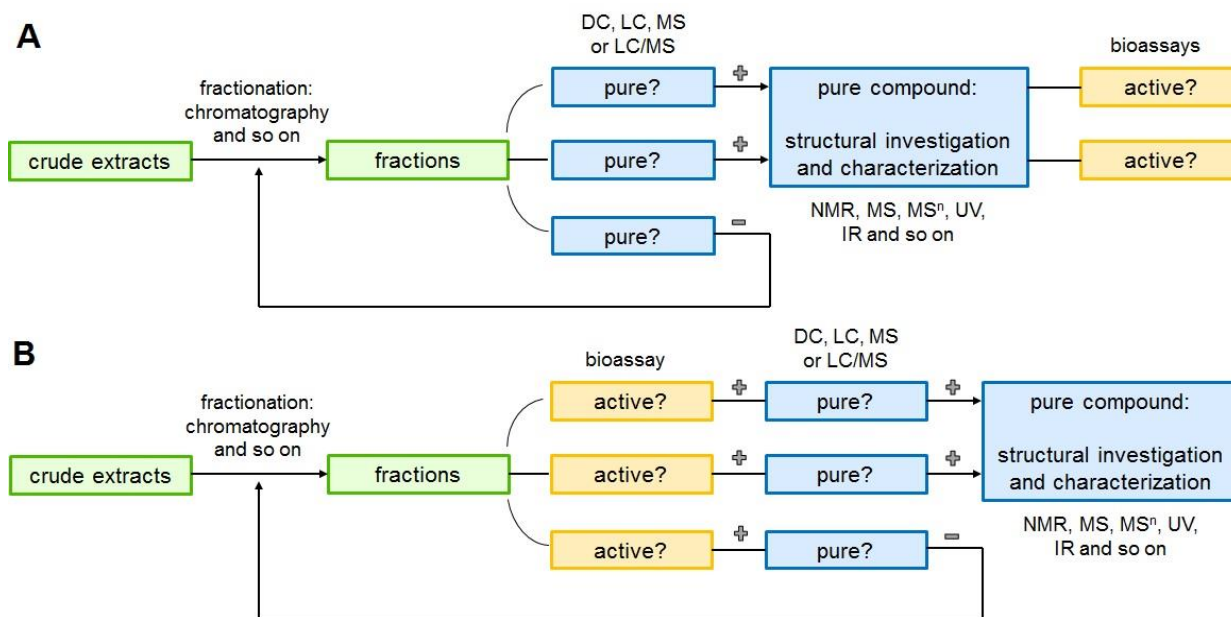 A
DC, LC, MS
or LC/MS
bioassays
fractionation:
chromatography
and so on
pure?
+
pure compound:
active?
crude extracts
fractions
pure?
+
structural investigation
and characterization
active?
pure?
−
NMR, MS, MSⁿ, UV,
IR and so on
B
DC, LC, MS
or LC/MS
bioassay
fractionation:
chromatography
and so on
active?
+
pure?
+
pure compound:
crude extracts
fractions
active?
+
pure?
+
structural investigation
and characterization
active?
+
pure?
−
NMR, MS, MSⁿ, UV,
IR and so on